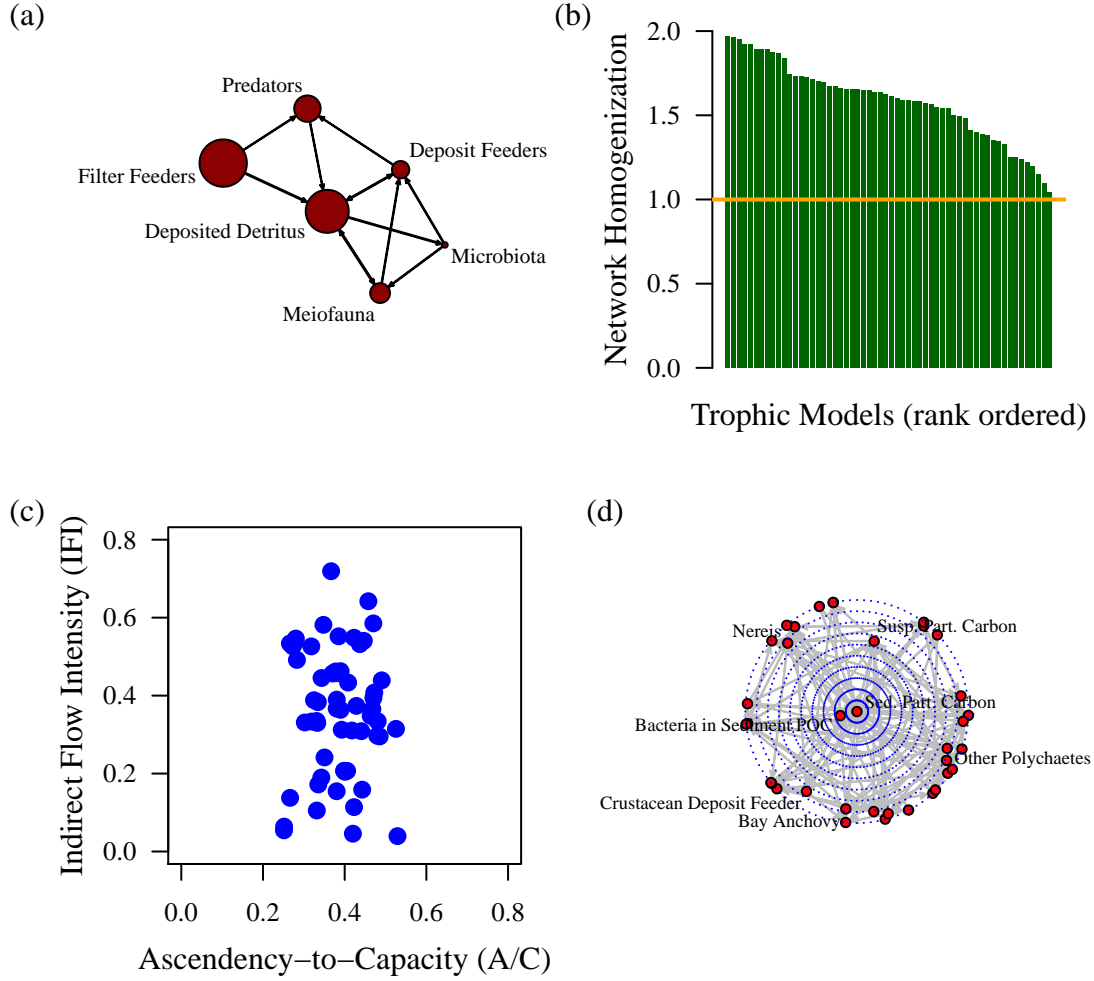 (a)
Predators
Filter Feeders
Deposit Feeders
Deposited Detritus
Microbiota
Meiofauna
(b)
Network Homogenization
2.0
1.5
1.0
0.5
0.0
Trophic Models (rank ordered)
(c)
Indirect Flow Intensity (IFI)
0.8
0.6
0.4
0.2
0.0
0.0 0.2 0.4 0.6 0.8
Ascendency−to−Capacity (A/C)
(d)
Nereis
Susp. Part. Carbon
Sed. Part. Carbon
Bacteria in Sediment POC
Other Polychaetes
Crustacean Deposit Feeder
Bay Anchovy